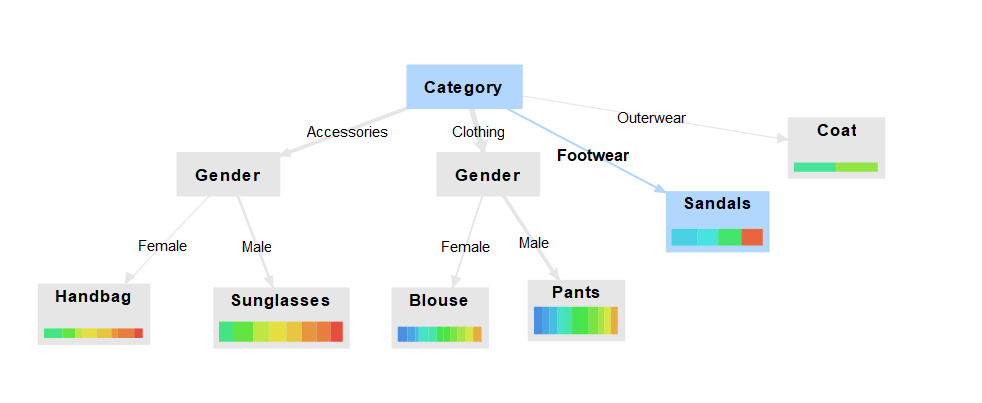 Category
Accessories
Clothing
Footwear
Outerwear
Gender
Gender
Sandals
Coat
Female
Male
Female
Male
Handbag
Sunglasses
Blouse
Pants